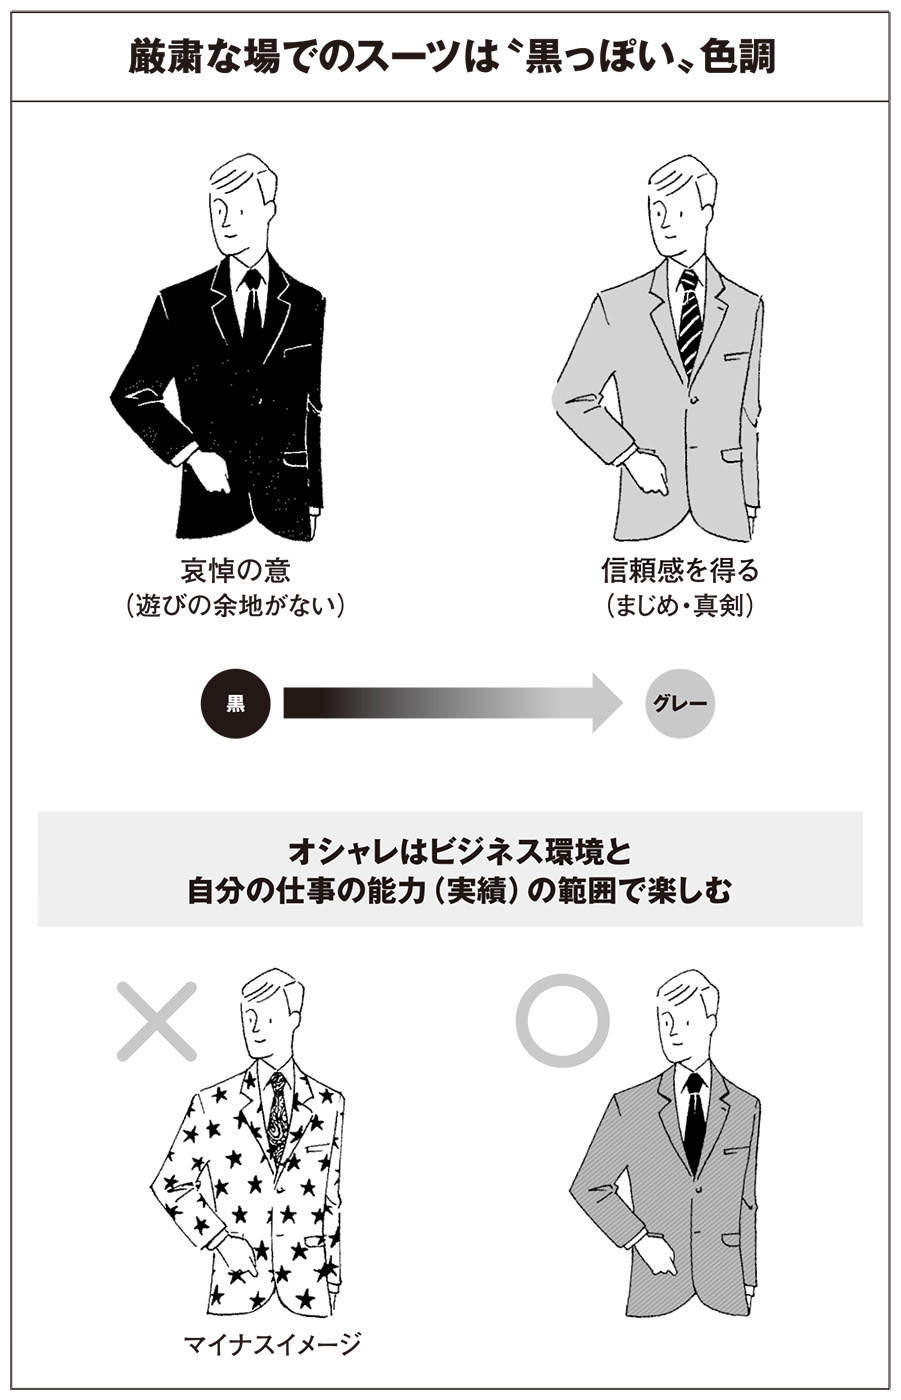 厳粛な場でのスーツは〝黒っぽい〟色調
哀悼の意
（遊びの余地がない）
信頼感を得る
（まじめ・真剣）
黒
グレー
オシャレはビジネス環境と
自分の仕事の能力（実績）の範囲で楽しむ
マイナスイメージ